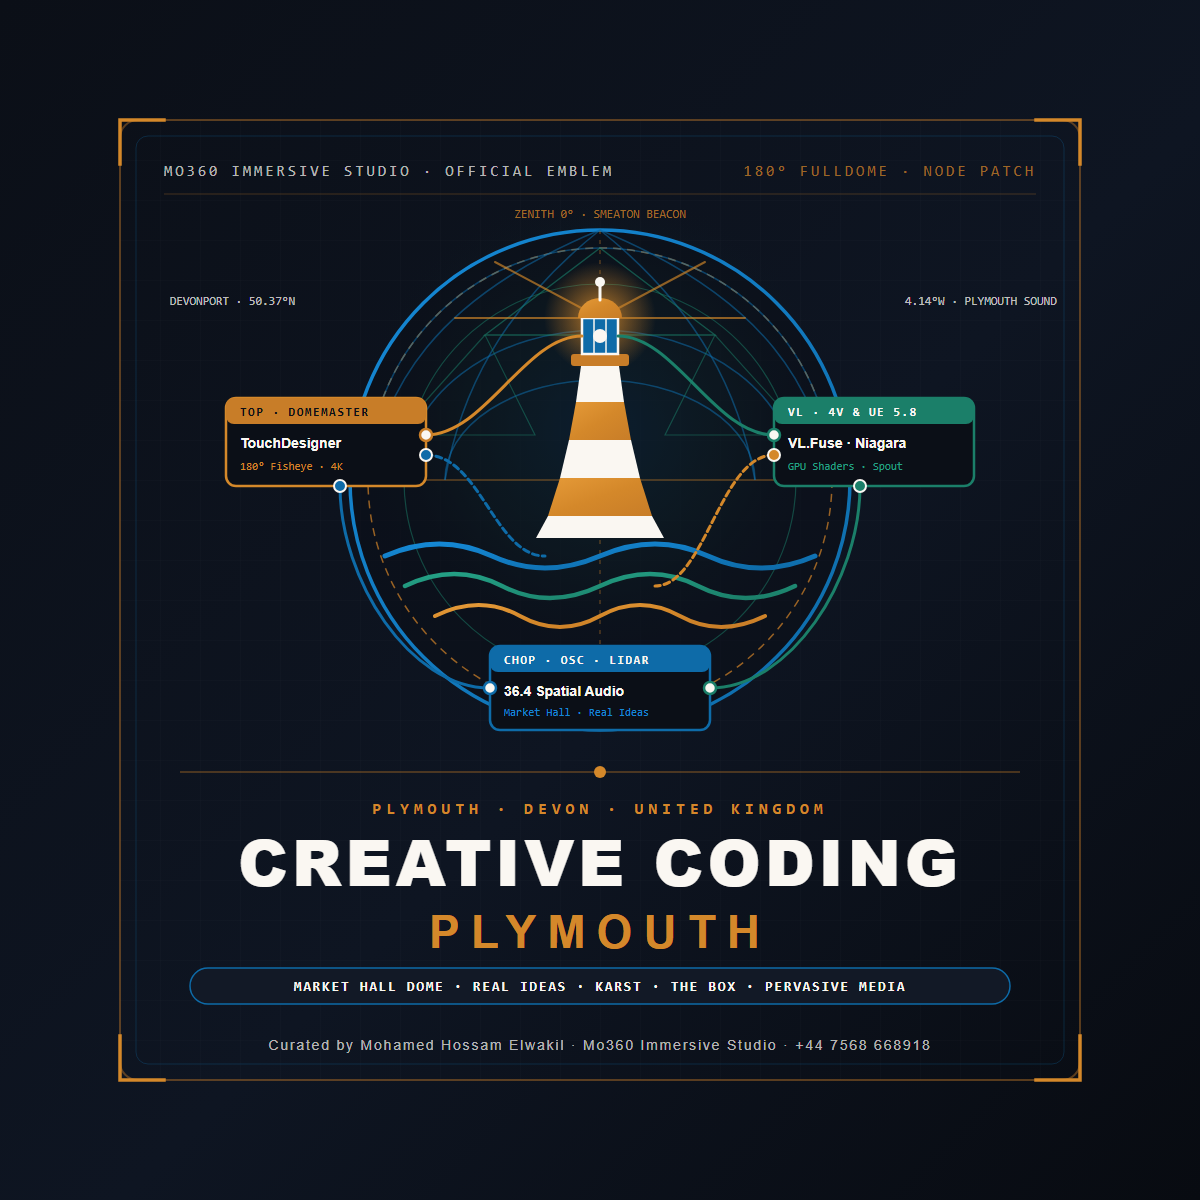 MO360 IMMERSIVE STUDIO · OFFICIAL EMBLEM
180° FULLDOME · NODE PATCH
ZENITH 0° · SMEATON BEACON
DEVONPORT · 50.37°N
4.14°W · PLYMOUTH SOUND
TOP · DOMEMASTER
TouchDesigner
180° Fisheye · 4K
VL · 4V & UE 5.8
VL.Fuse · Niagara
GPU Shaders · Spout
CHOP · OSC · LIDAR
36.4 Spatial Audio
Market Hall · Real Ideas
PLYMOUTH · DEVON · UNITED KINGDOM
CREATIVE CODING
PLYMOUTH
MARKET HALL DOME • REAL IDEAS • KARST • THE BOX • PERVASIVE MEDIA
Curated by Mohamed Hossam Elwakil · Mo360 Immersive Studio · +44 7568 668918